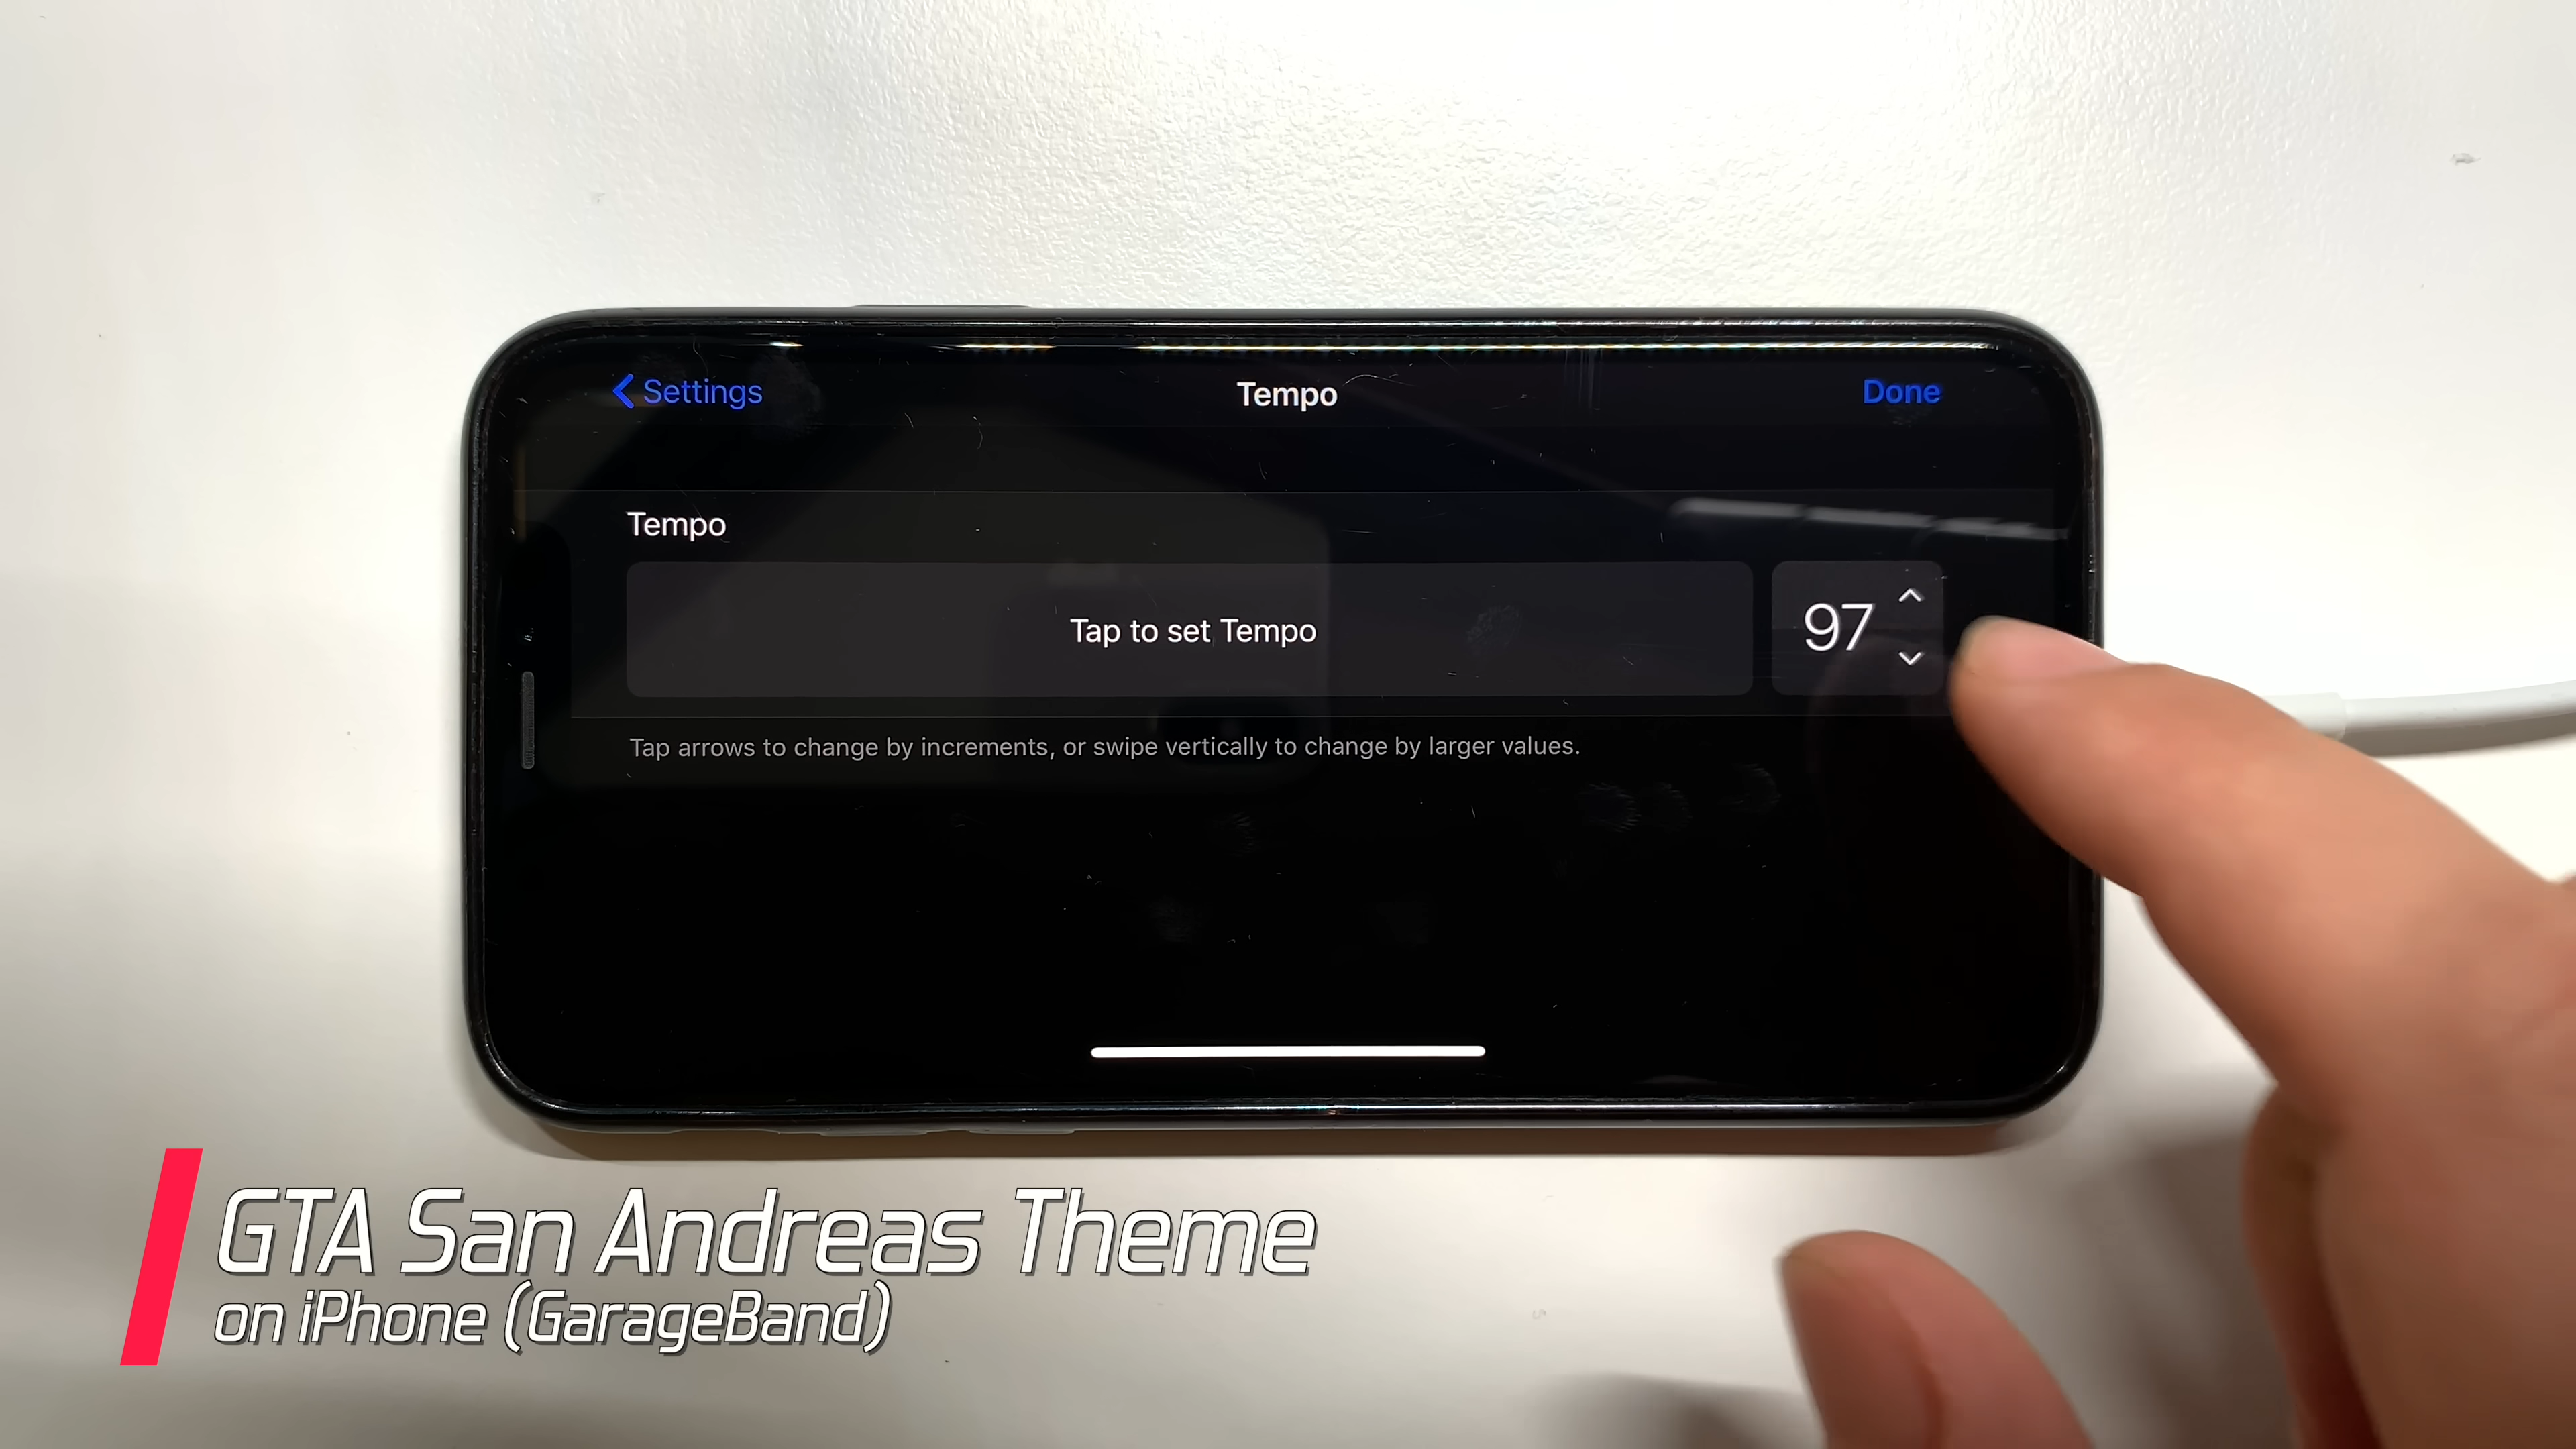 Settings
Tempo
Done
Tempo
Tap to set Tempo
97
Tap arrows to change by increments, or swipe vertically to change by larger values.
GTA San Andreas Theme
on iPhone (GarageBand)